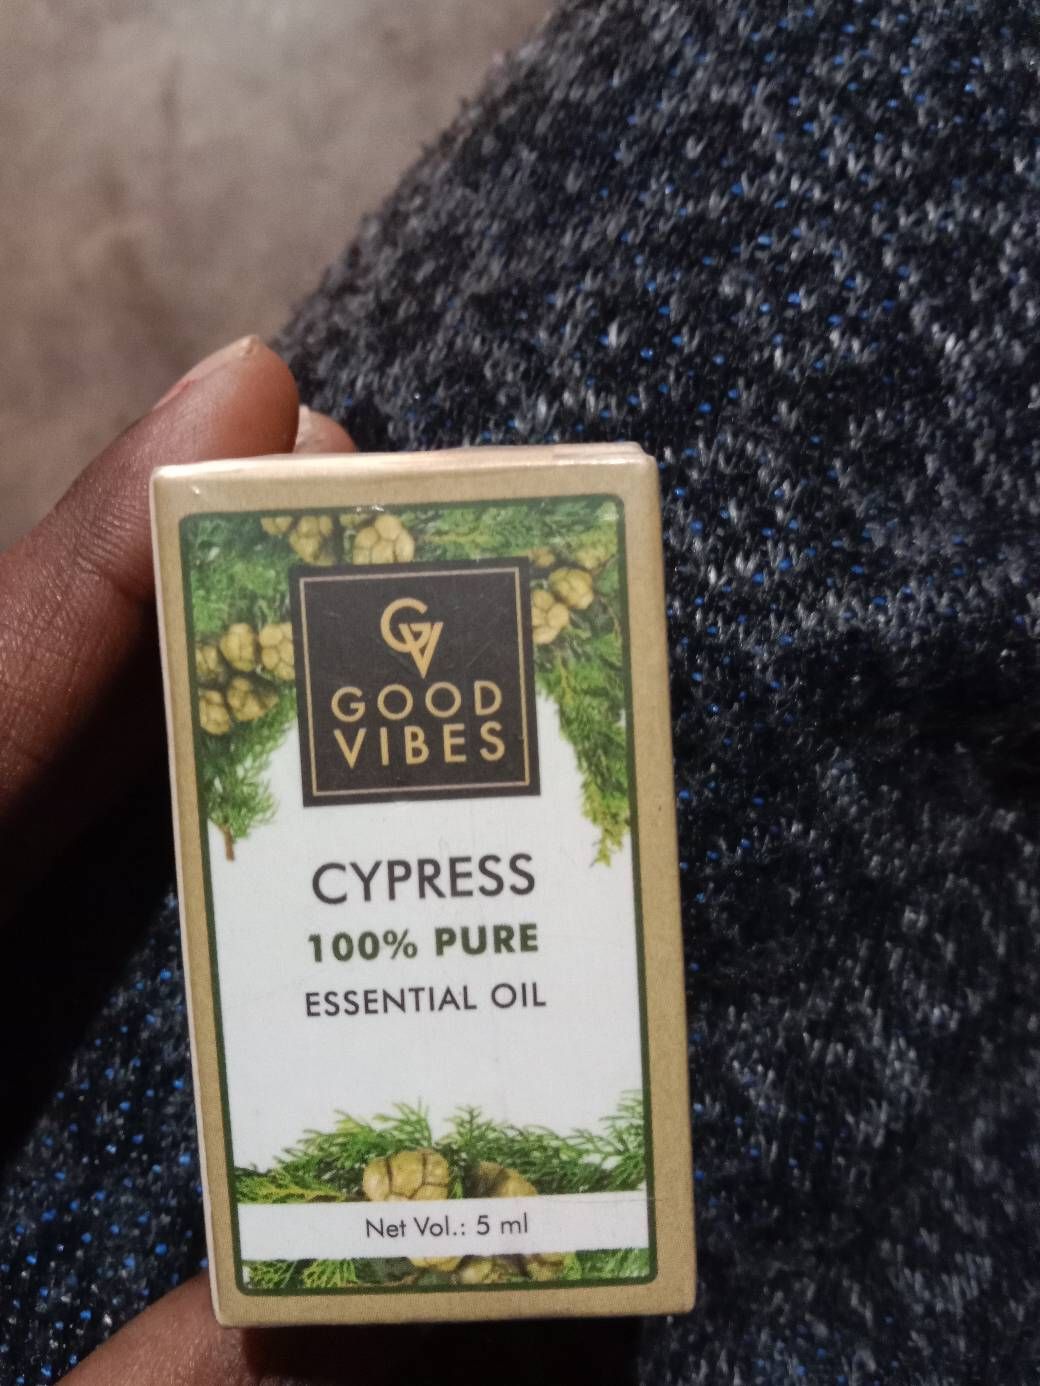 GV
GOOD
VIBES
CYPRESS
100% PURE
ESSENTIAL OIL
Net Vol.: 5 ml